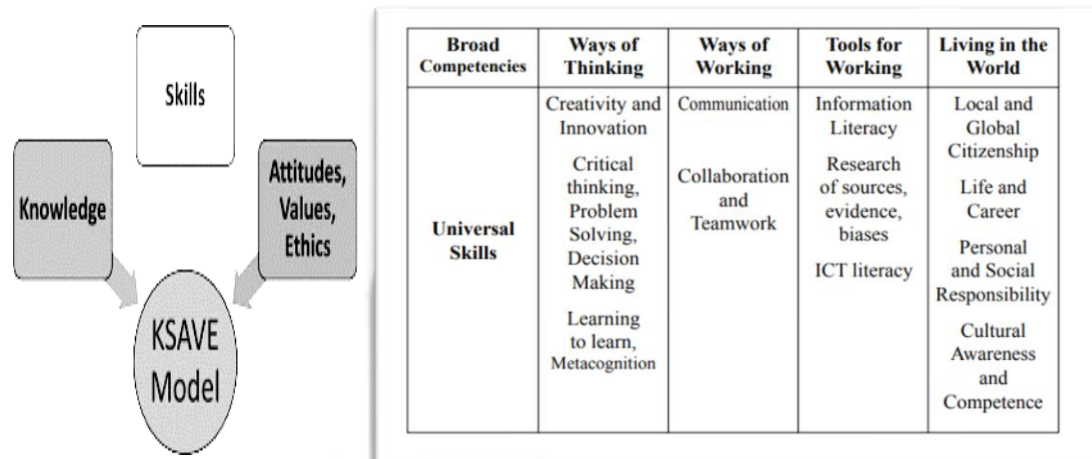 Skills
Knowledge
Attitudes,
Values,
Ethics
KSAVE
Model
Broad
Competencies
Ways of
Thinking
Ways of
Working
Tools for
Working
Living in the
World
Universal
Skills
Creativity and
Innovation
Critical
thinking,
Problem
Solving,
Decision
Making
Learning
to learn,
Metacognition
Communication
Collaboration
and
Teamwork
Information
Literacy
Research
of sources,
evidence,
biases
ICT literacy
Local and
Global
Citizenship
Life and
Career
Personal
and Social
Responsibility
Cultural
Awareness
and
Competence